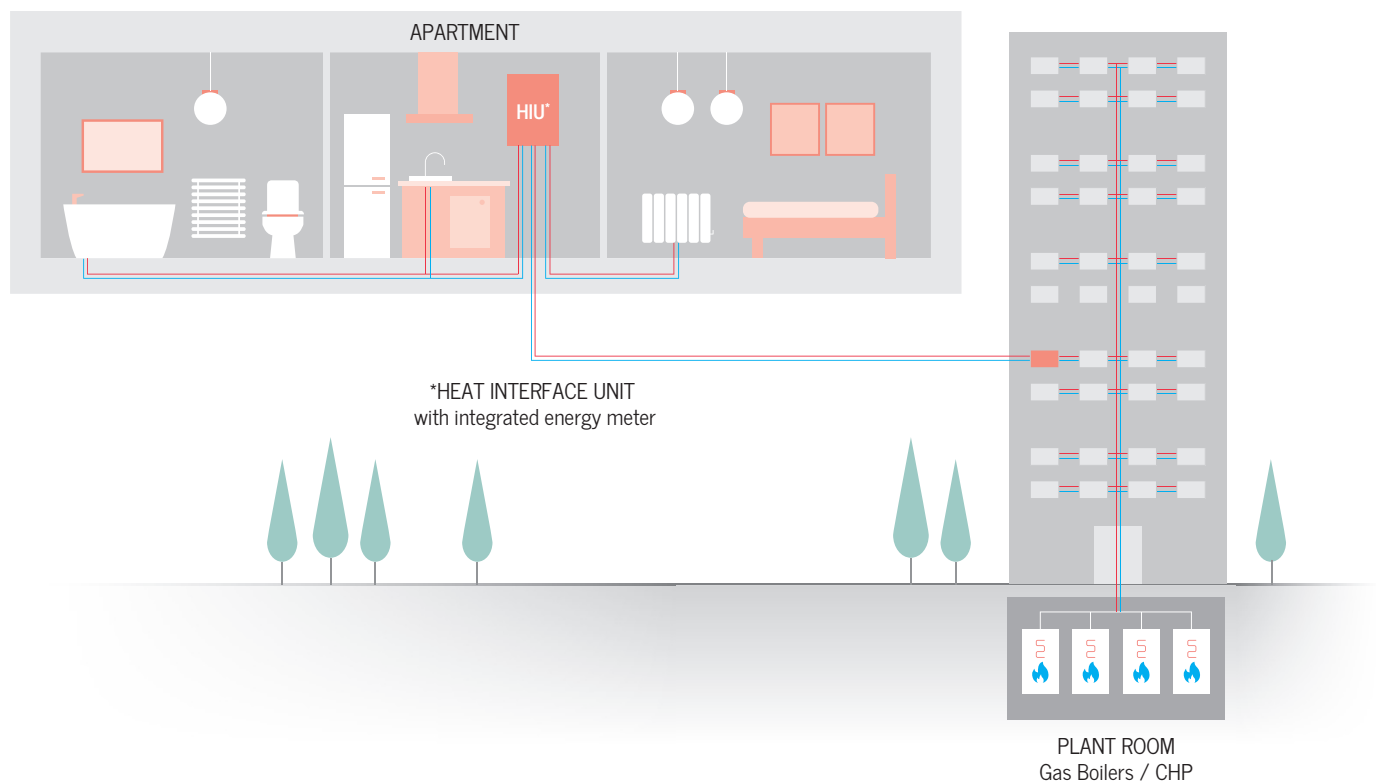 APARTMENT
HIU*
*HEAT INTERFACE UNIT
with integrated energy meter
PLANT ROOM
Gas Boilers / CHP